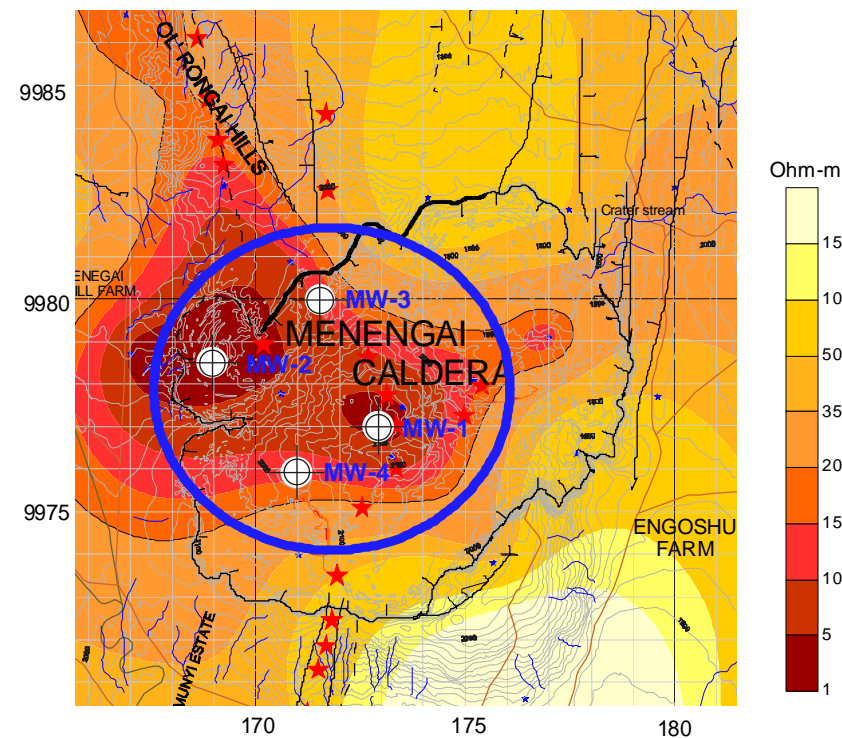 OL RONGAI HILLS
9985
Ohm-m
Crater stream
15
ENEGAI
ILL FARM
9980
MW-3
10
MENENGAI
MW-2
CALDERA
50
35
MW-1
20
MW-4
15
9975
ENGOSHU
FARM
10
5
MUNYI ESTATE
1
170
175
180